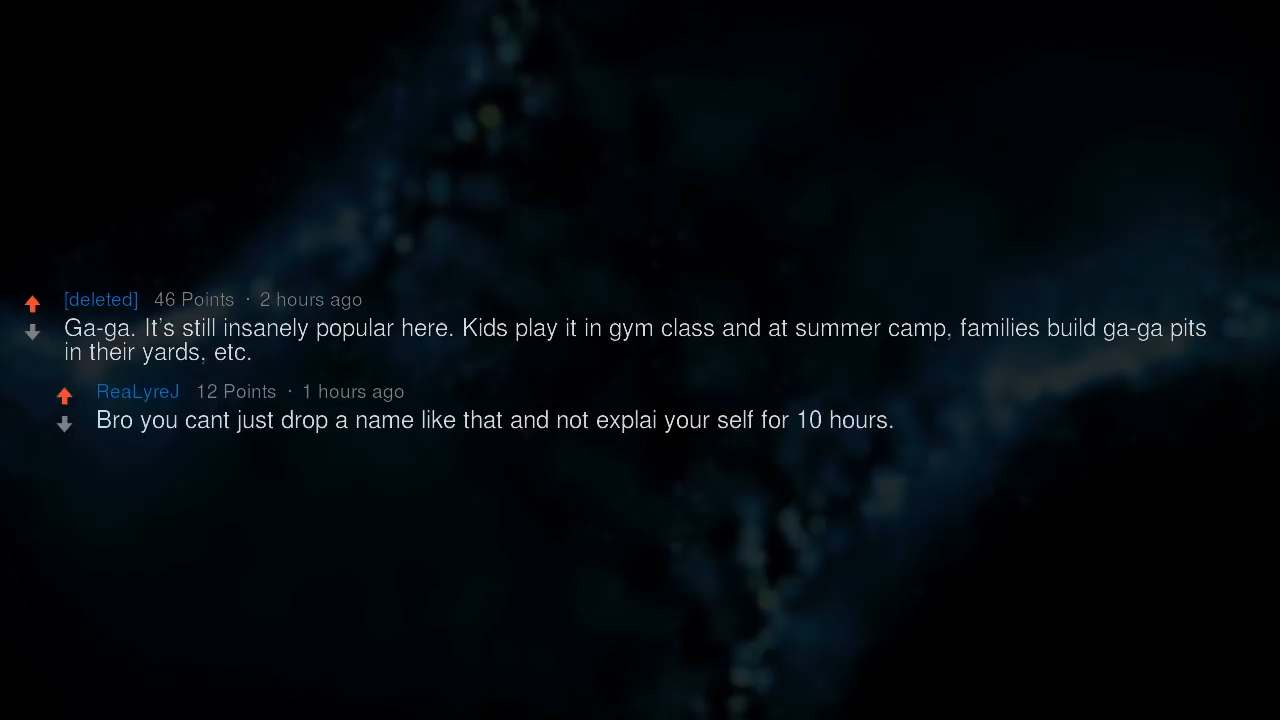 [deleted] 46 Points · 2 hours ago
Ga-ga. It's still insanely popular here. Kids play it in gym class and at summer camp, families build ga-ga pits
in their yards, etc.
ReaLyreJ 12 Points · 1 hours ago
Bro you cant just drop a name like that and not explai your self for 10 hours.